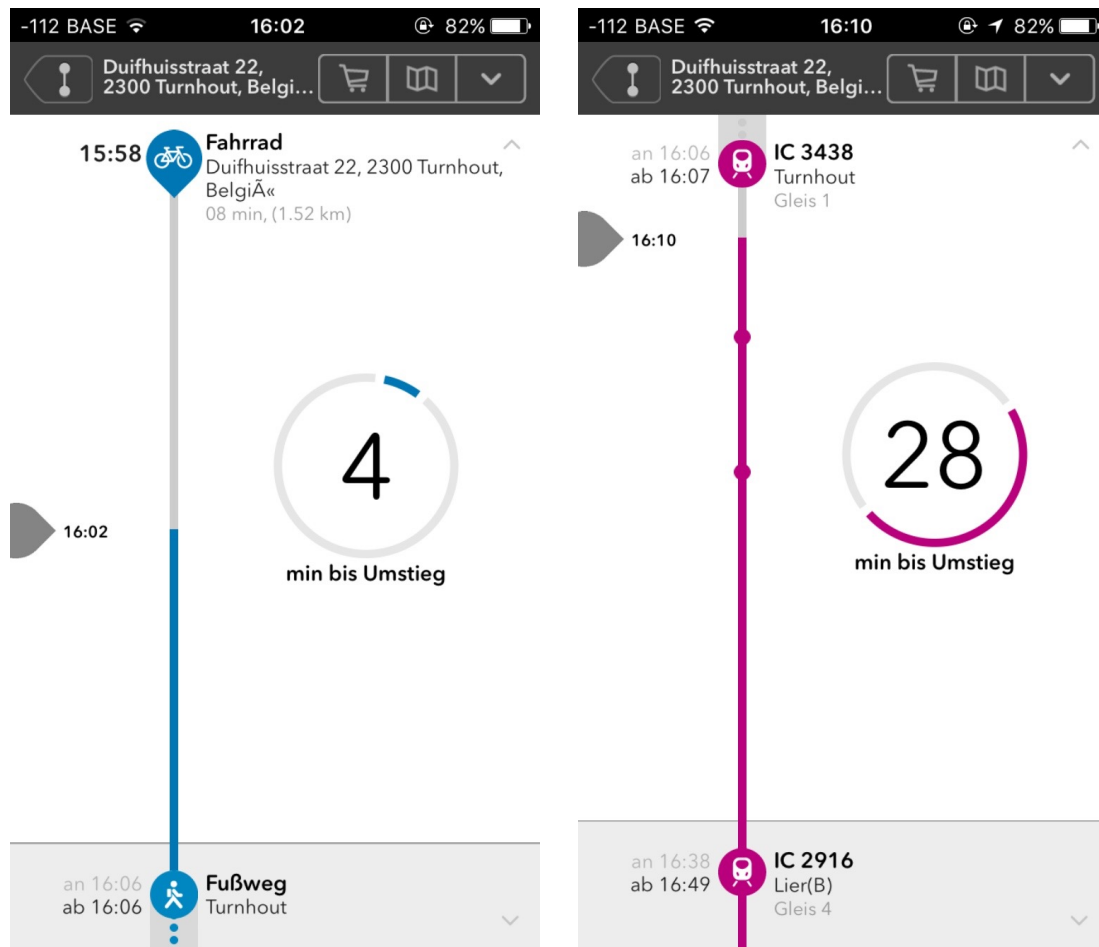 -112 BASE 16:02 82%
Duifhuisstraat 22,
2300 Turnhout, Belgi...
15:58 Fahrrad
Duifhuisstraat 22, 2300 Turnhout,
BelgiÃ«
08 min, (1.52 km)
4
16:02
min bis Umstieg
an 16:06 Fußweg
ab 16:06 Turnhout
-112 BASE 16:10 82%
Duifhuisstraat 22,
2300 Turnhout, Belgi...
an 16:06 IC 3438
ab 16:07 Turnhout
Gleis 1
16:10
28
min bis Umstieg
an 16:38 IC 2916
ab 16:49 Lier(B)
Gleis 4